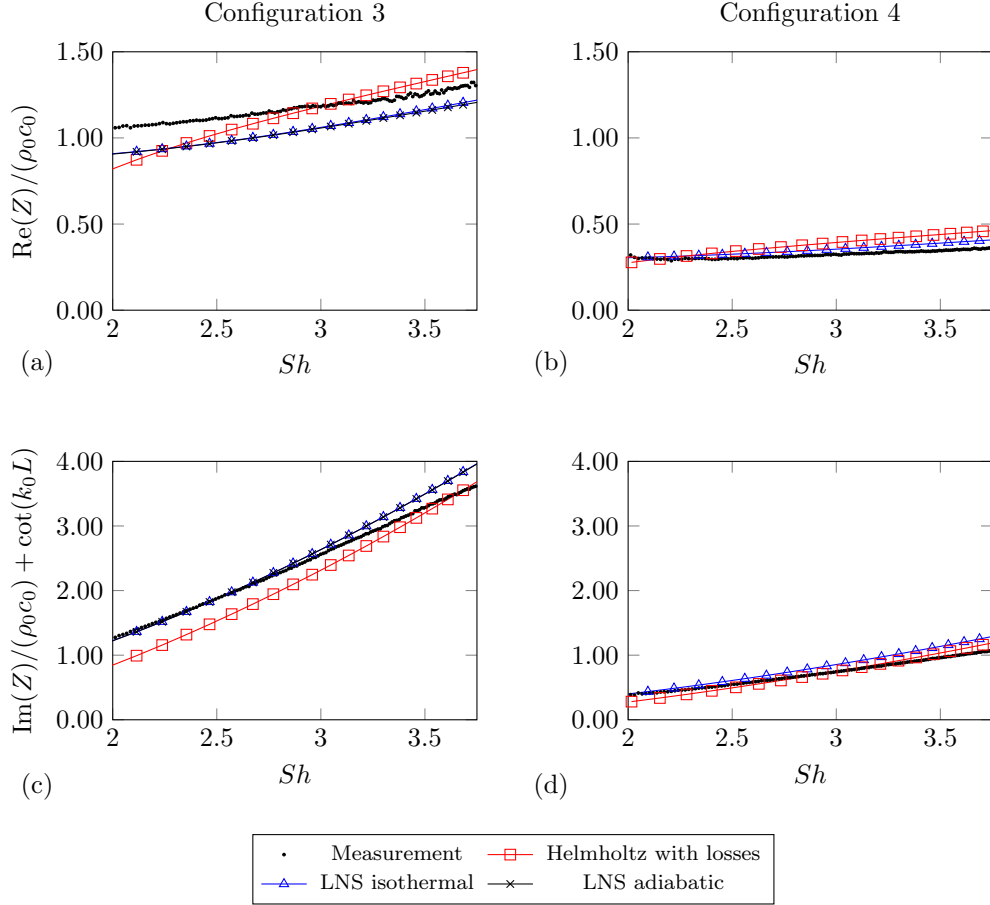 Configuration 3
Configuration 4
Re(Z)/(ρ0c0)
1.50
1.00
0.50
0.00
2
2.5
3
3.5
(a)
Sh
1.50
1.00
0.50
0.00
2
2.5
3
3.5
(b)
Sh
Im(Z)/(ρ0c0) + cot(k0L)
4.00
3.00
2.00
1.00
0.00
2
2.5
3
3.5
(c)
Sh
4.00
3.00
2.00
1.00
0.00
2
2.5
3
3.5
(d)
Sh
Measurement
Helmholtz with losses
LNS isothermal
LNS adiabatic